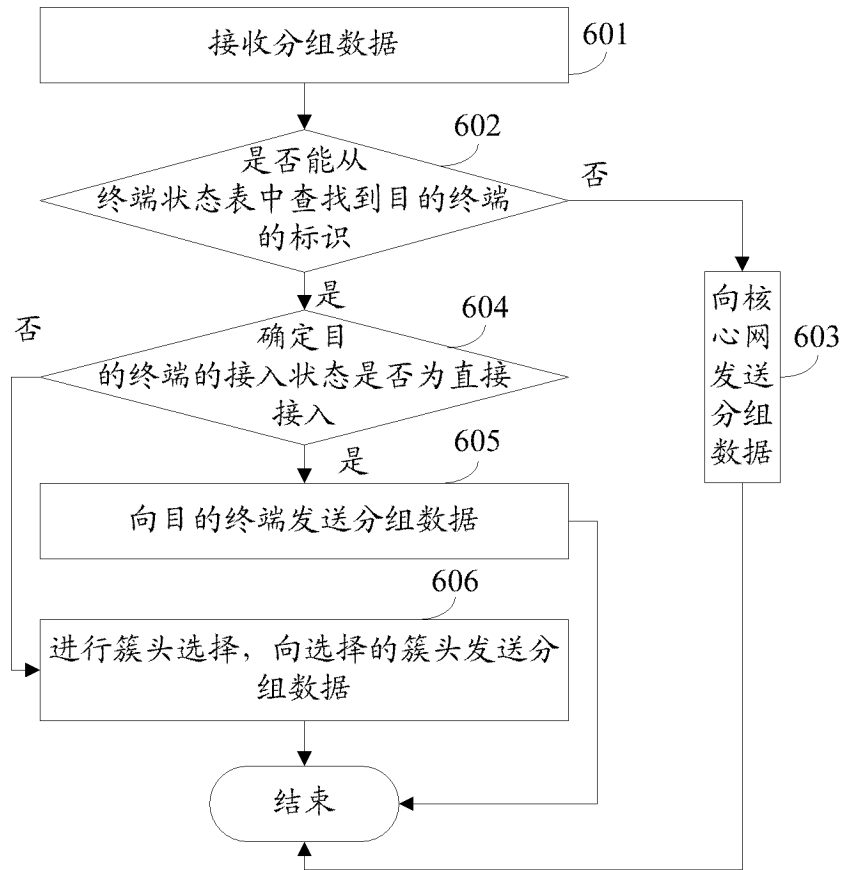 接收分组数据
601
602
是否能从
终端状态表中查找到目的终端
的标识
否
是
向核
心网
发送
分组
数据
603
否
604
确定目
的终端的接入状态是否为直接
接入
是
605
向目的终端发送分组数据
606
进行簇头选择，向选择的簇头发送分
组数据
结束